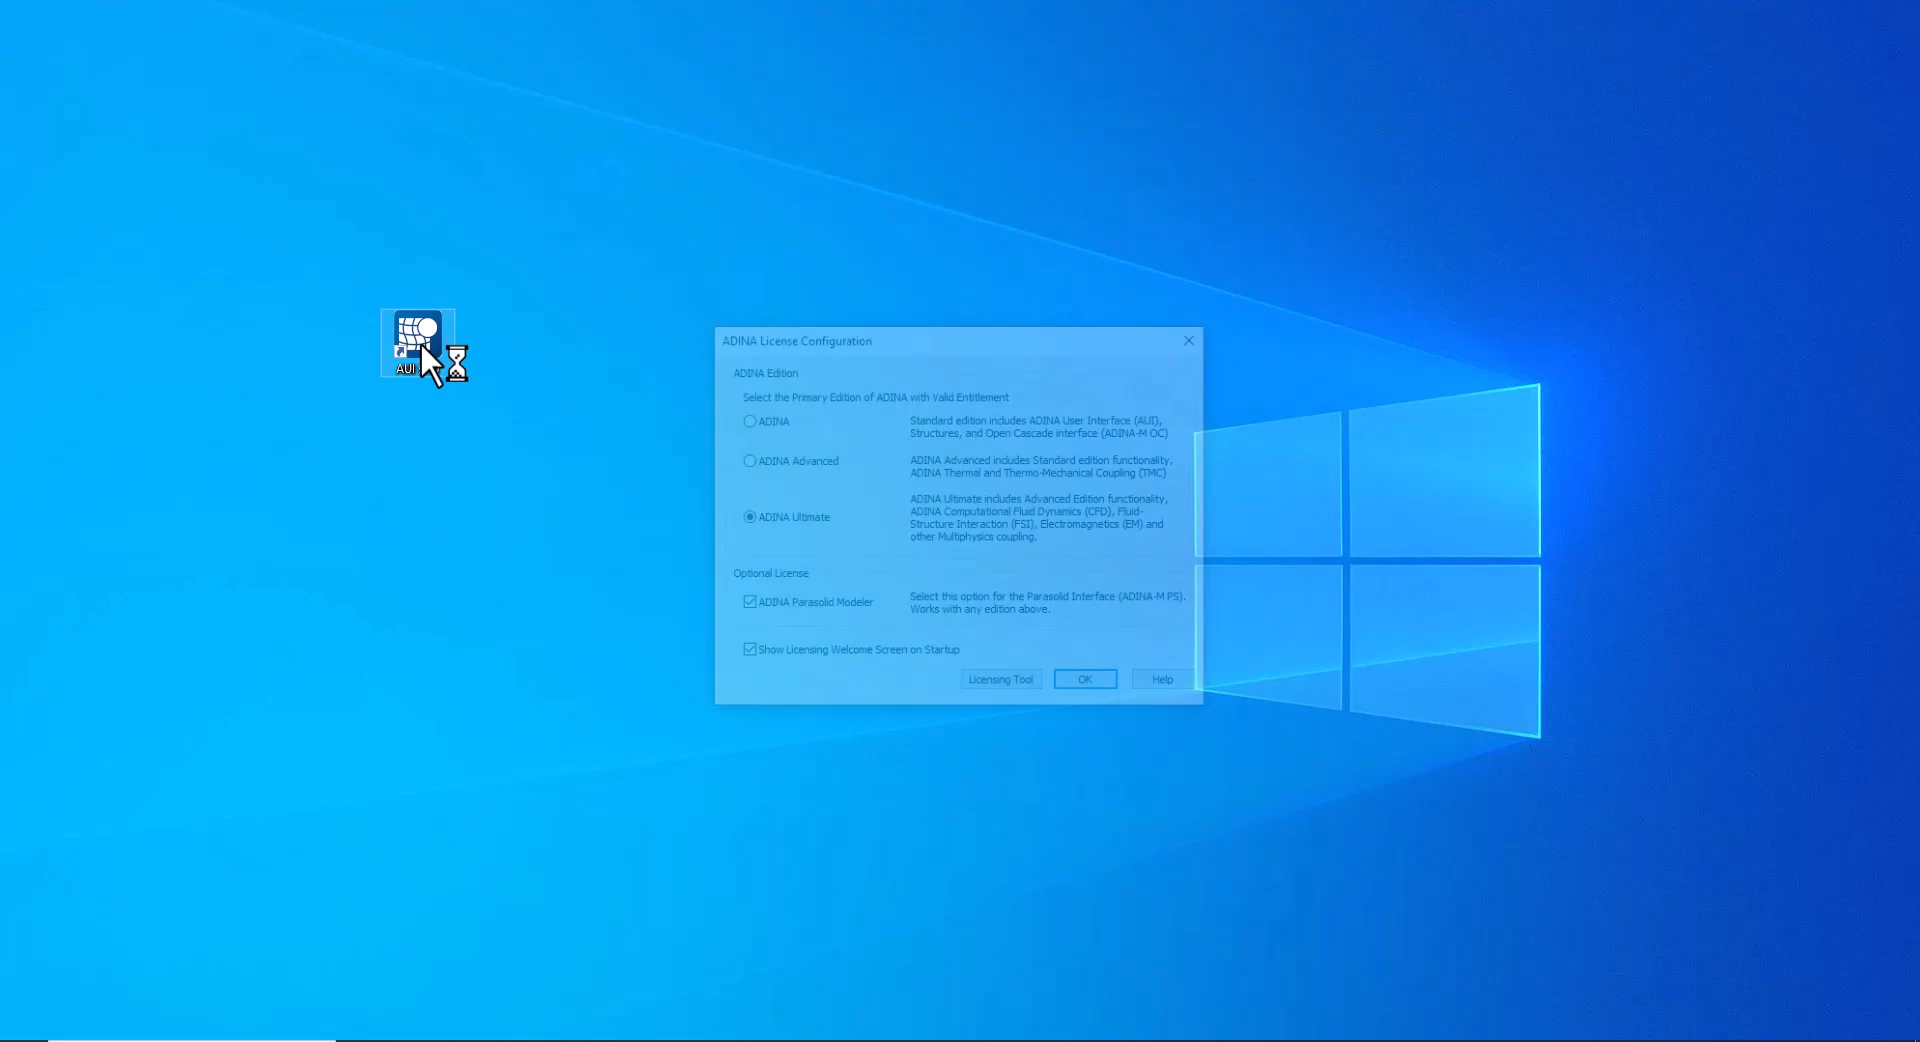 AUI
ADINA License Configuration
ADINA Edition
Select the Primary Edition of ADINA with Valid Entitlement
ADINA
Standard edition includes ADINA User Interface (AUI),
Structures, and Open Cascade interface (ADINA-M OC)
ADINA Advanced
ADINA Advanced includes Standard edition functionality,
ADINA Thermal and Thermo-Mechanical Coupling (TMC)
ADINA Ultimate
ADINA Ultimate includes Advanced Edition functionality,
ADINA Computational Fluid Dynamics (CFD), Fluid-
Structure Interaction (FSI), Electromagnetics (EM) and
other Multiphysics coupling.
Optional License
ADINA Parasolid Modeler
Select this option for the Parasolid Interface (ADINA-M PS).
Works with any edition above.
Show Licensing Welcome Screen on Startup
Licensing Tool
OK
Help